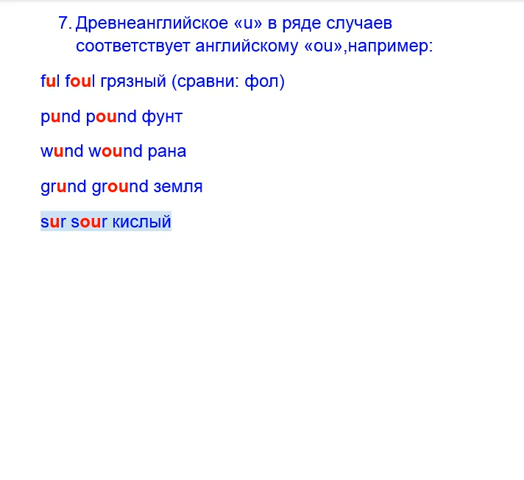 7. Древнеанглийское «u» в ряде случаев
соответствует английскому «ou»,например:
ful foul грязный (сравни: фол)
pund pound фунт
wund wound рана
grund ground земля
sur sour кислый